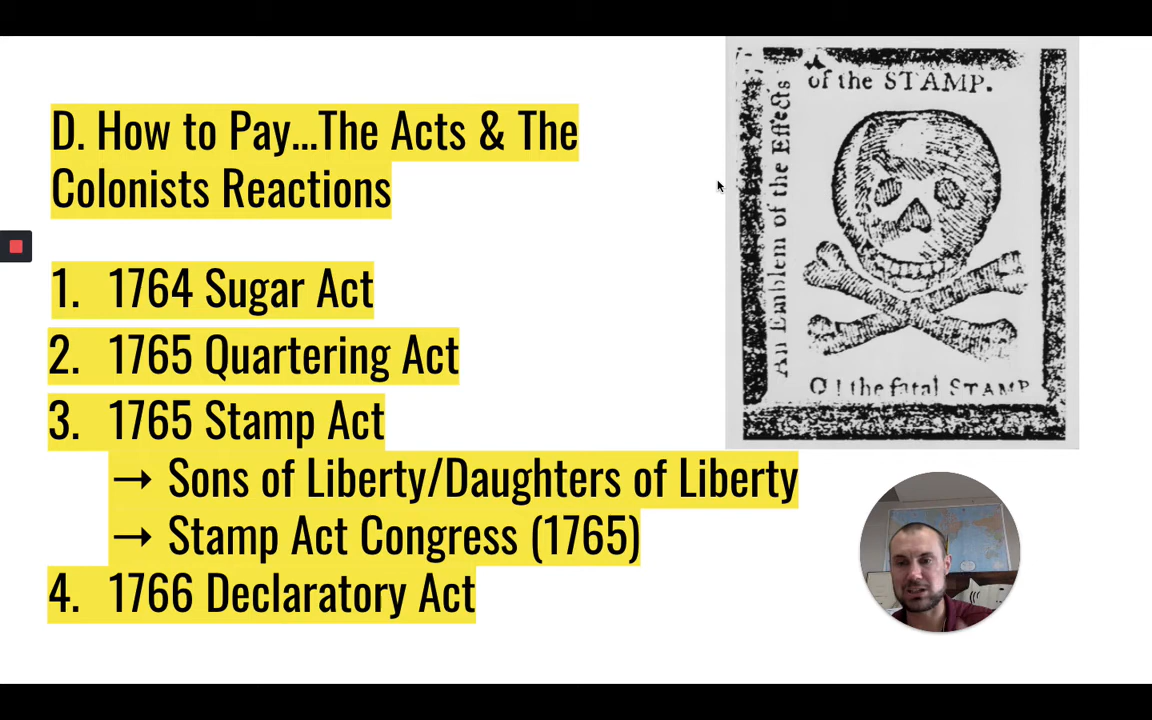 D. How to Pay...The Acts & The
Colonists Reactions
1. 1764 Sugar Act
2. 1765 Quartering Act
3. 1765 Stamp Act
→ Sons of Liberty/Daughters of Liberty
→ Stamp Act Congress (1765)
4. 1766 Declaratory Act
An Emblem of the Effects
of the STAMP.
O! the fatal STAMP